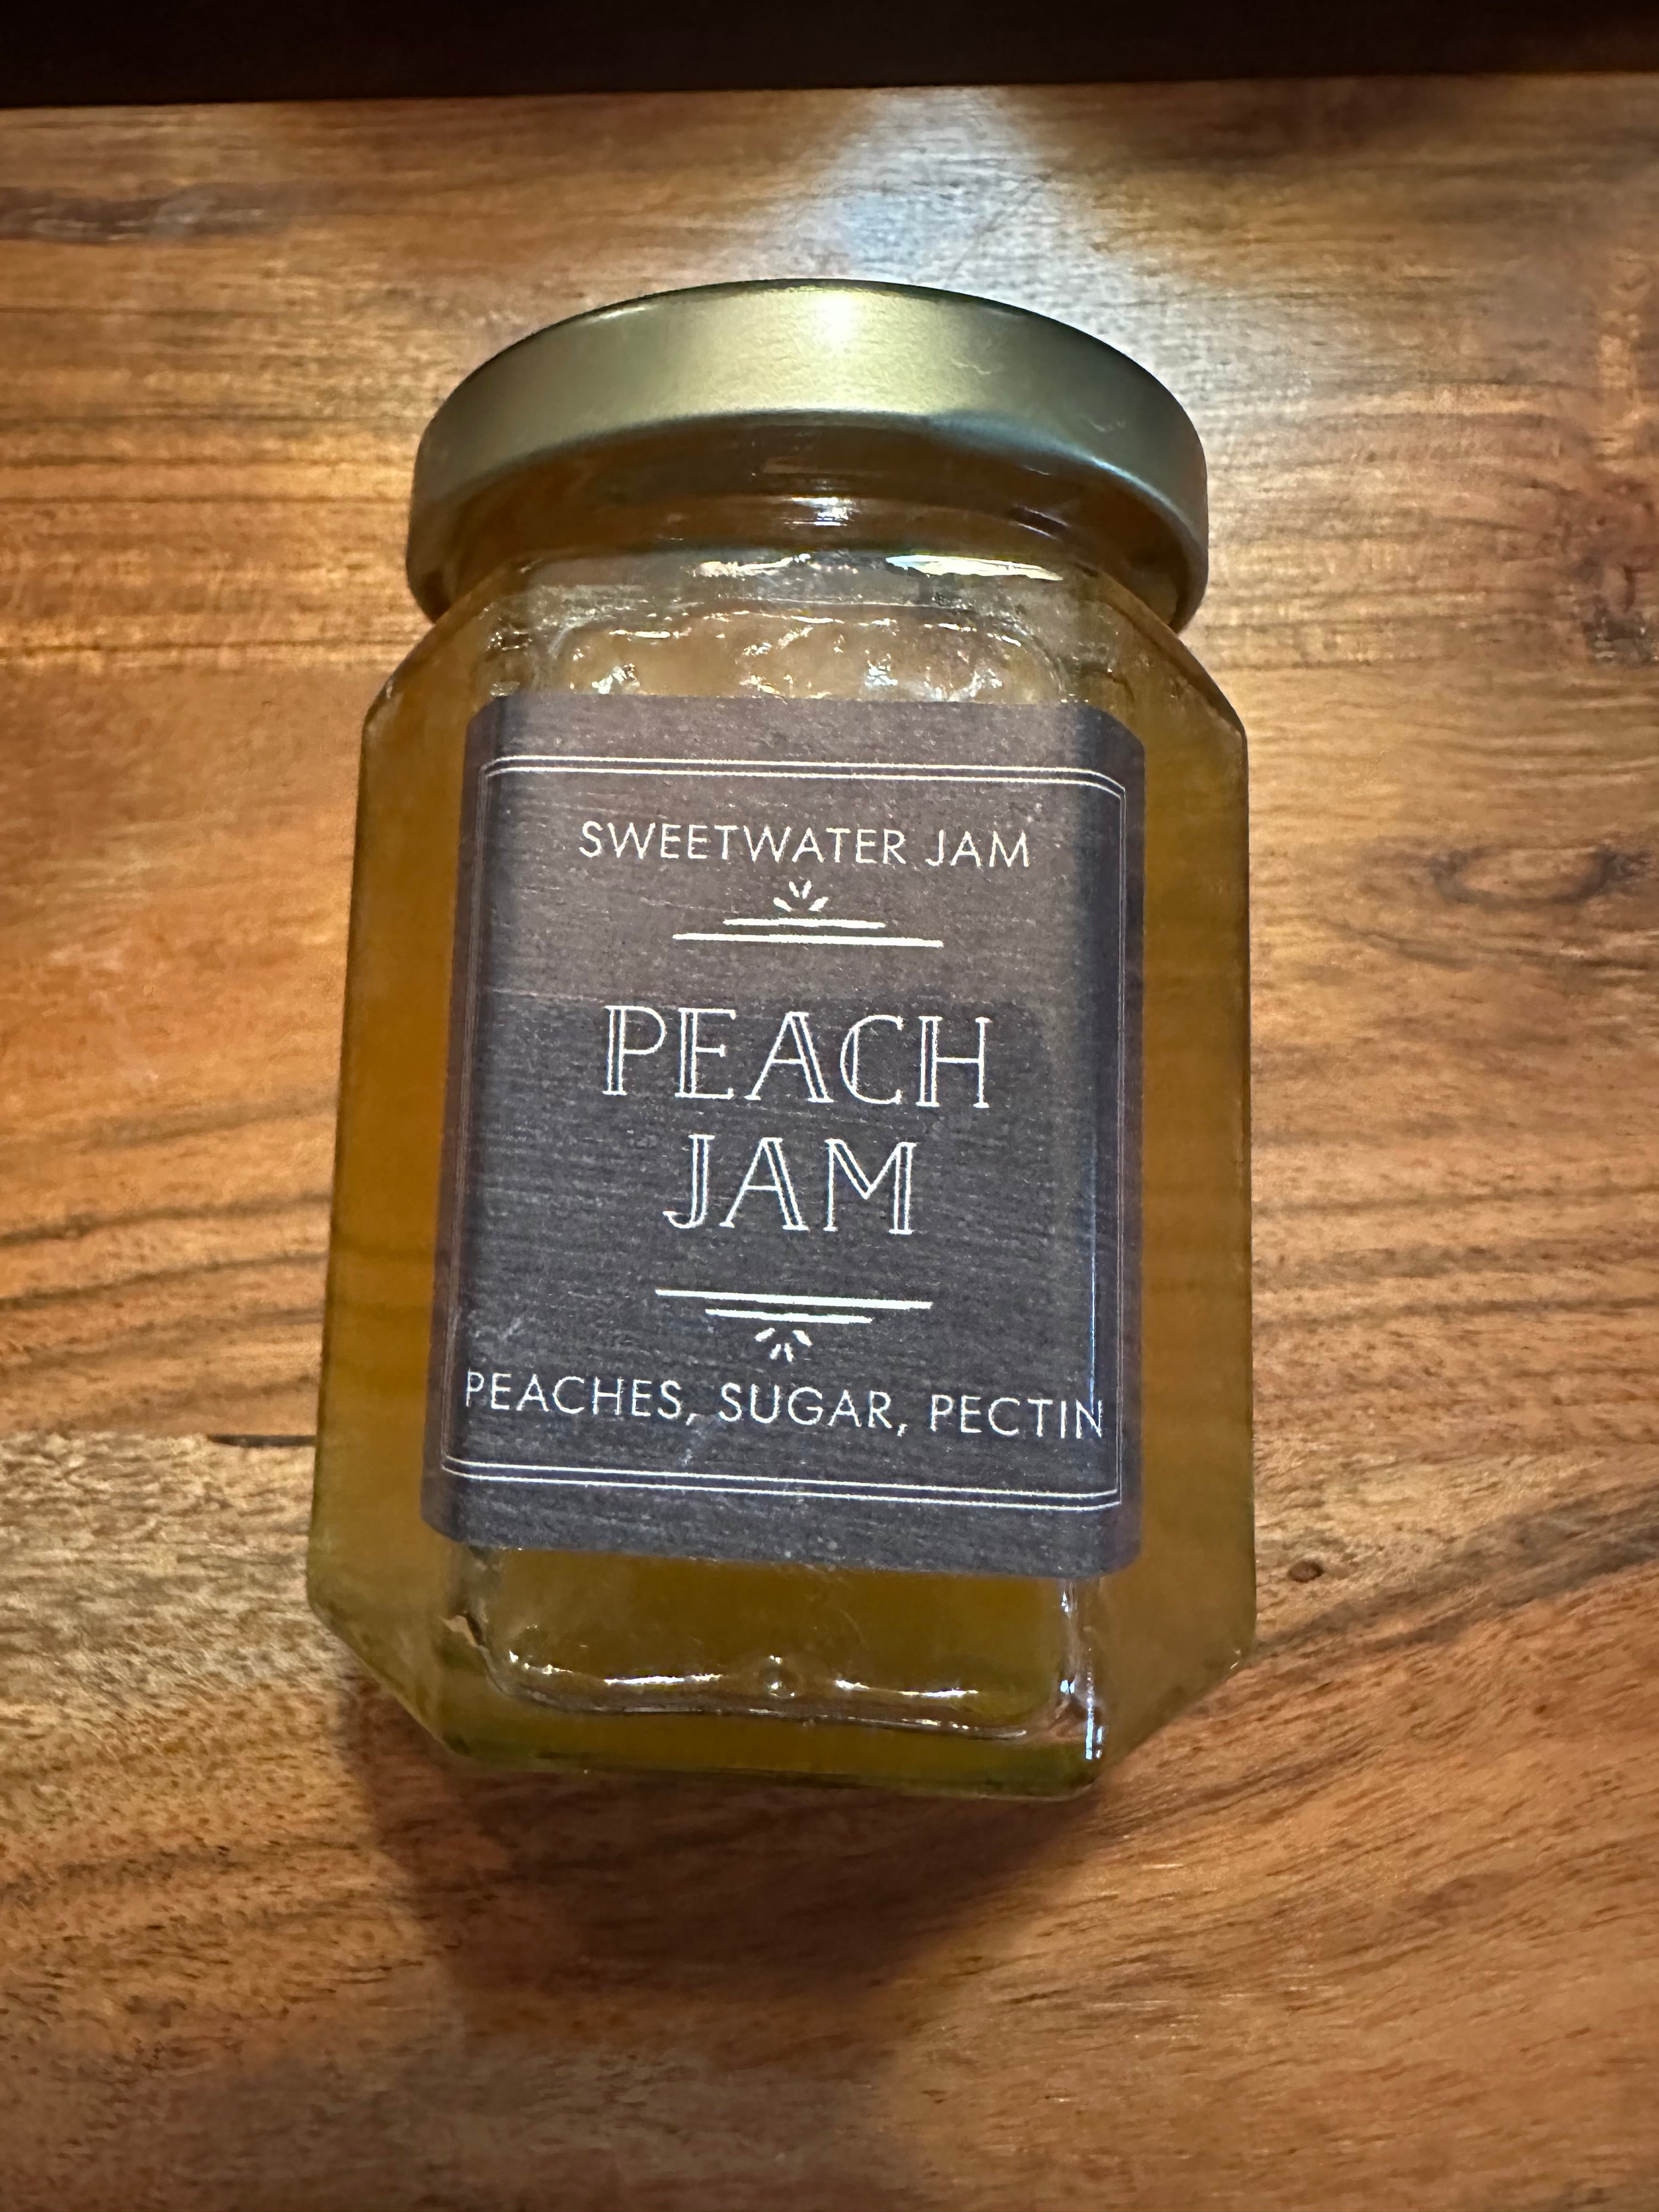 SWEETWATER JAM
PEACH
JAM
PEACHES, SUGAR, PECTIN